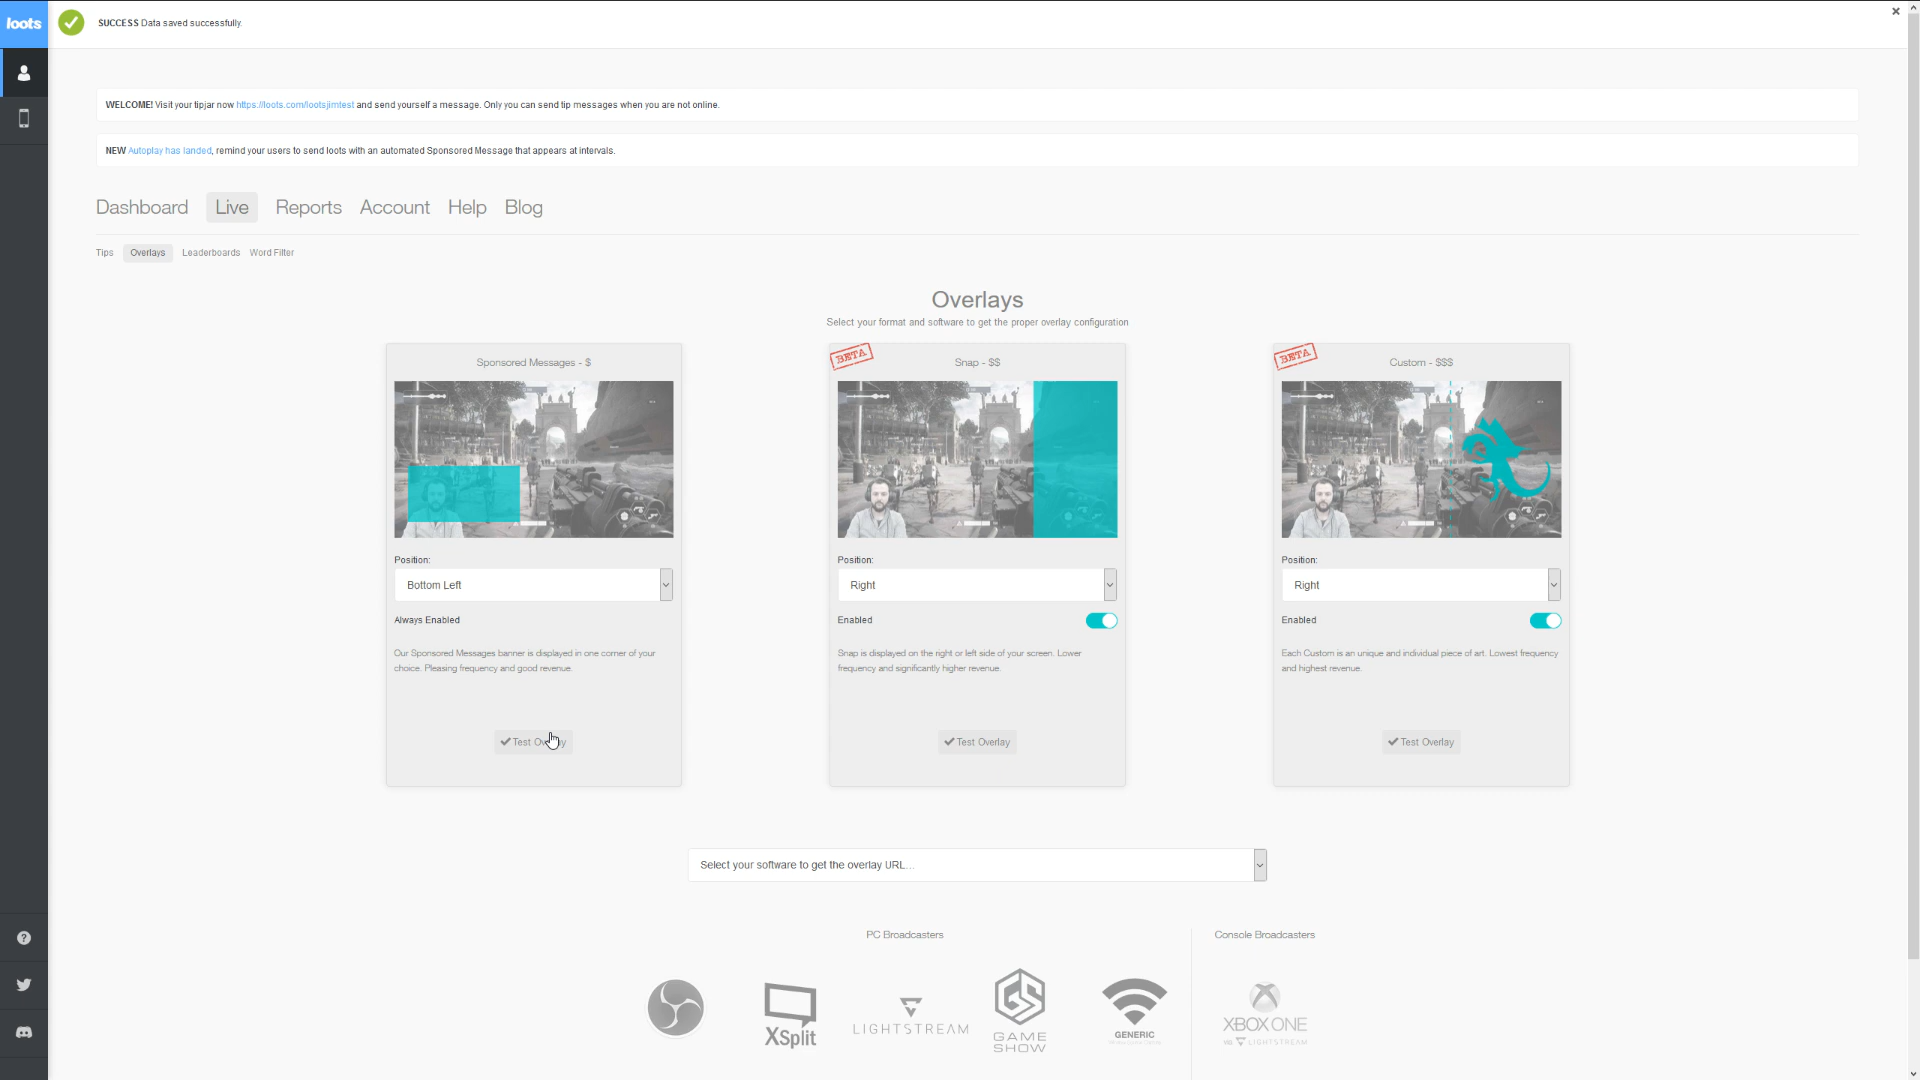 loots
SUCCESS Data saved successfully.
WELCOME! Visit your tipjar now https://loots.com/lootsjimtest and send yourself a message. Only you can send tip messages when you are not online.
NEW Autoplay has landed, remind your users to send loots with an automated Sponsored Message that appears at intervals.
Dashboard Live Reports Account Help Blog
Tips Overlays Leaderboards Word Filter
Overlays
Select your format and software to get the proper overlay configuration
Sponsored Messages - $
Position:
Bottom Left
Always Enabled
Our Sponsored Messages banner is displayed in one corner of your
choice. Pleasing frequency and good revenue.
Test Overlay
BETA
Snap - $$
Position:
Right
Enabled
Snap is displayed on the right or left side of your screen. Lower
frequency and significantly higher revenue.
Test Overlay
BETA
Custom - $$$
Position:
Right
Enabled
Each Custom is an unique and individual piece of art. Lowest frequency
and highest revenue.
Test Overlay
Select your software to get the overlay URL...
PC Broadcasters
XSplit
LIGHTSTREAM
GS
GAME
SHOW
GENERIC
Console Broadcasters
XBOX ONE
VIA LIGHTSTREAM